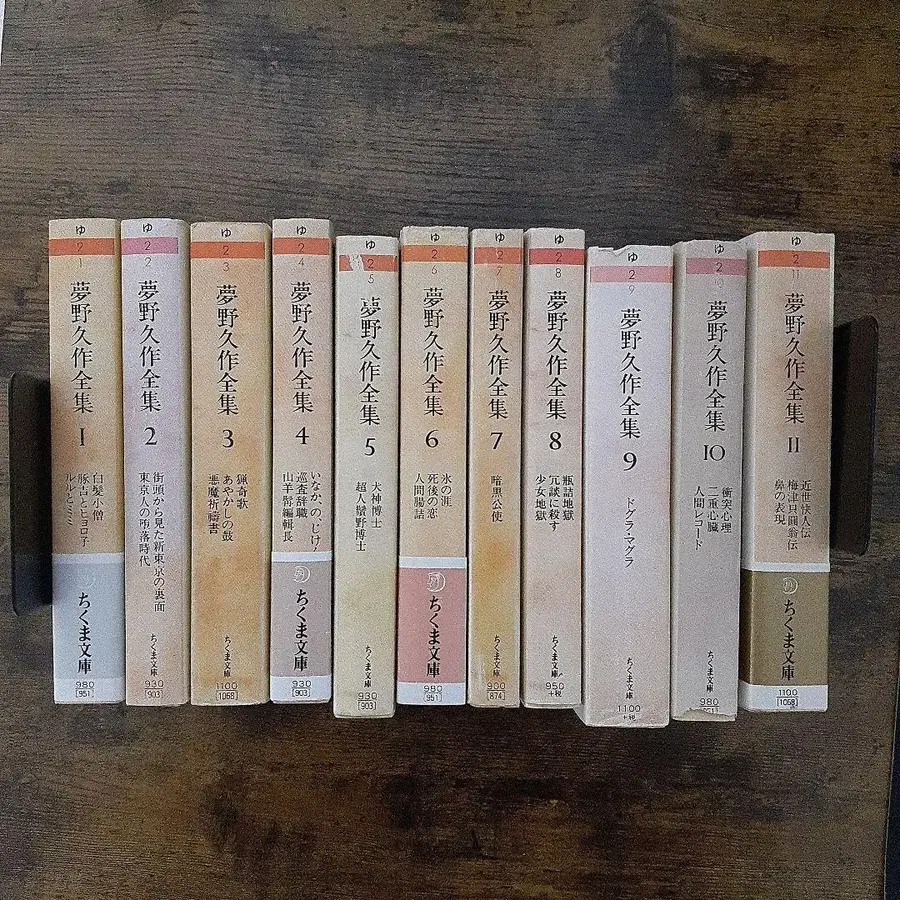 ゆ
2
1
夢野久作全集
1
白髪小僧
豚吉とヒョロ子
ルルとミミ
ちくま文庫
980
[951]
ゆ
2
2
夢野久作全集
2
街頭から見た新東京の裏面
東京人の堕落時代
ちくま文庫
930
[903]
ゆ
2
3
夢野久作全集
3
猟奇歌
あやかしの鼓
悪魔祈祷書
ちくま文庫
1100
[1068]
ゆ
2
4
夢野久作全集
4
いなか、の、じけん
巡査辞職
山羊髯編輯長
ちくま文庫
930
[903]
ゆ
2
5
夢野久作全集
5
犬神博士
超人鬚野博士
ちくま文庫
930
[903]
ゆ
2
6
夢野久作全集
6
氷の涯
死後の恋
人間腸詰
ちくま文庫
980
[951]
ゆ
2
7
夢野久作全集
7
暗黒公使
ちくま文庫
900
[874]
ゆ
2
8
夢野久作全集
8
瓶詰地獄
冗談に殺す
少女地獄
ちくま文庫
950
+税
ゆ
2
9
夢野久作全集
9
ドグラ・マグラ
ちくま文庫
1100
+税
ゆ
2
10
夢野久作全集
10
衝突心理
二重心臓
人間レコード
ちくま文庫
980
ゆ
2
11
夢野久作全集
11
近世快人伝
梅津只圓翁伝
鼻の表現
ちくま文庫
1100
[1068]